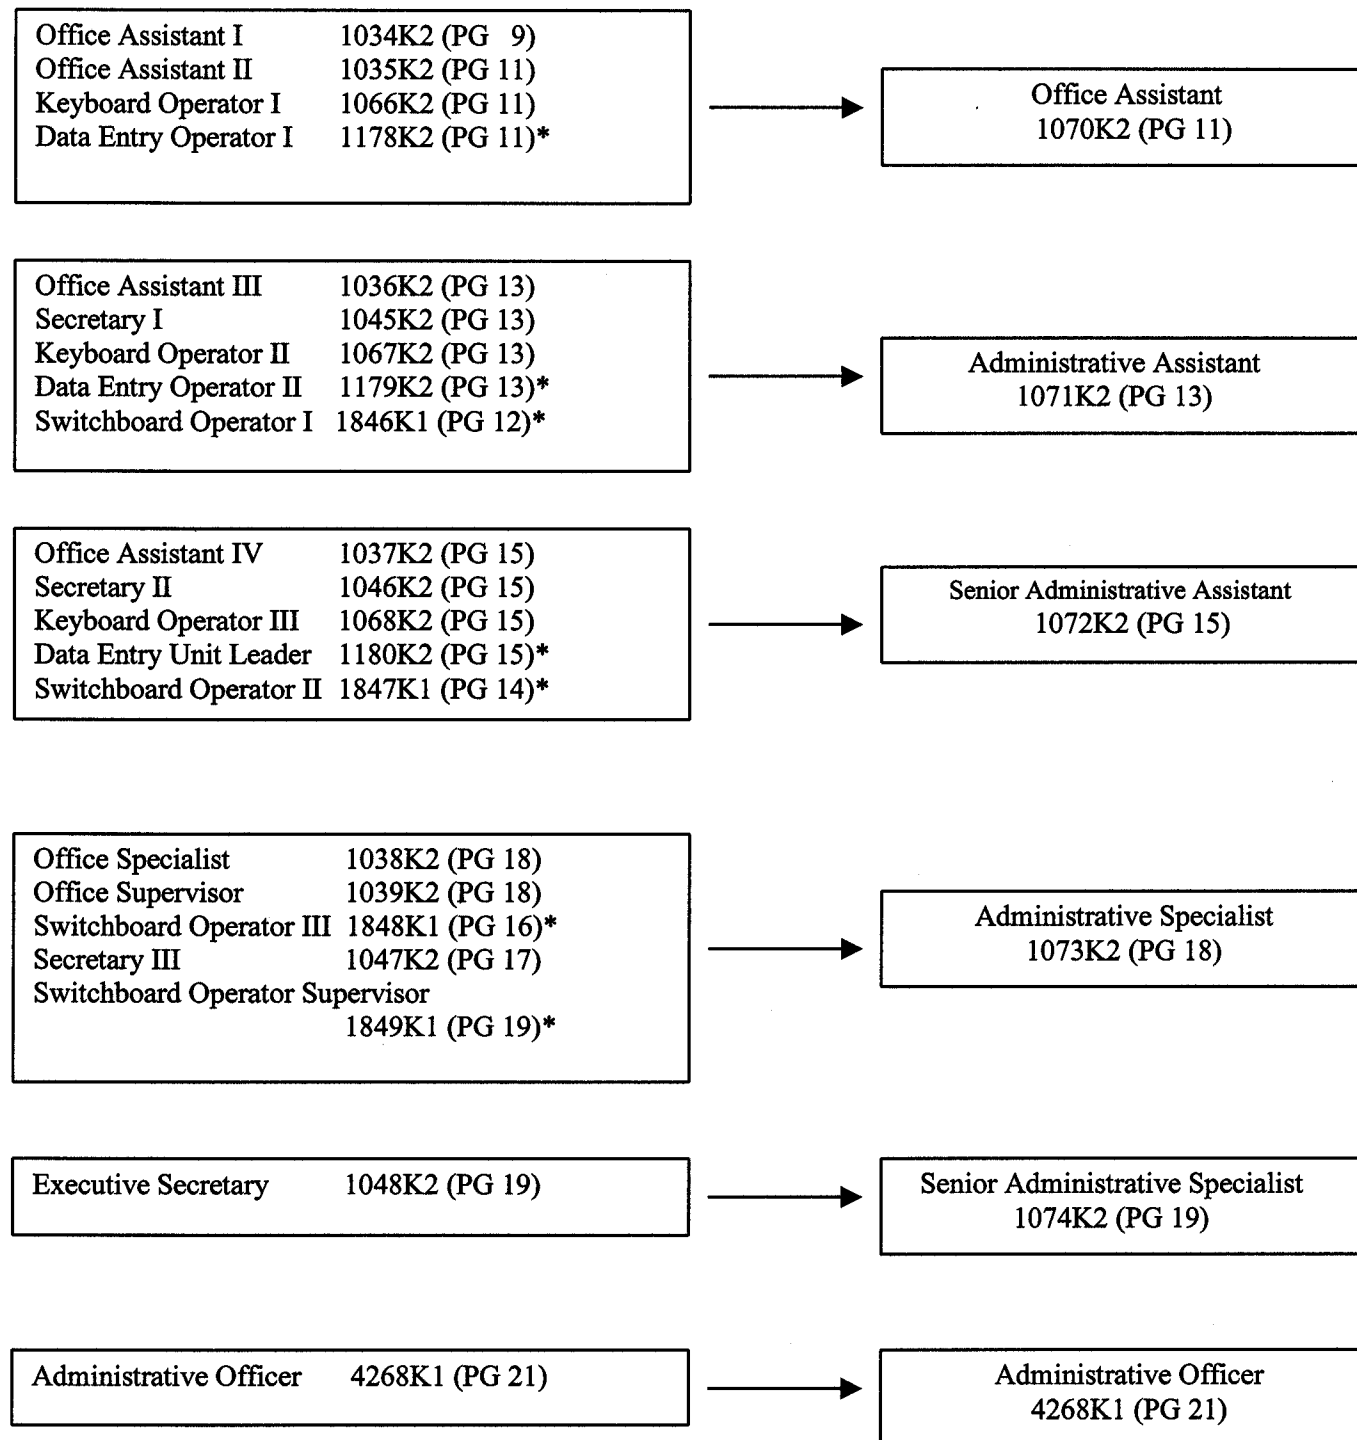 Office Assistant I 1034K2 (PG 9)
Office Assistant II 1035K2 (PG 11)
Keyboard Operator I 1066K2 (PG 11)
Data Entry Operator I 1178K2 (PG 11)*
Office Assistant
1070K2 (PG 11)
Office Assistant III 1036K2 (PG 13)
Secretary I 1045K2 (PG 13)
Keyboard Operator II 1067K2 (PG 13)
Data Entry Operator II 1179K2 (PG 13)*
Switchboard Operator I 1846K1 (PG 12)*
Administrative Assistant
1071K2 (PG 13)
Office Assistant IV 1037K2 (PG 15)
Secretary II 1046K2 (PG 15)
Keyboard Operator III 1068K2 (PG 15)
Data Entry Unit Leader 1180K2 (PG 15)*
Switchboard Operator II 1847K1 (PG 14)*
Senior Administrative Assistant
1072K2 (PG 15)
Office Specialist 1038K2 (PG 18)
Office Supervisor 1039K2 (PG 18)
Switchboard Operator III 1848K1 (PG 16)*
Secretary III 1047K2 (PG 17)
Switchboard Operator Supervisor
1849K1 (PG 19)*
Administrative Specialist
1073K2 (PG 18)
Executive Secretary 1048K2 (PG 19)
Senior Administrative Specialist
1074K2 (PG 19)
Administrative Officer 4268K1 (PG 21)
Administrative Officer
4268K1 (PG 21)